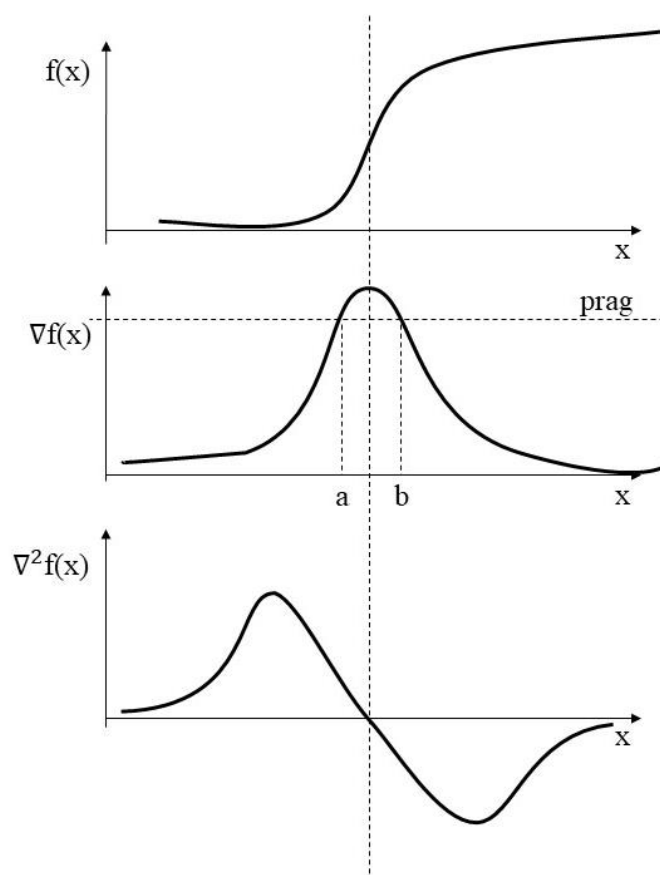 f(x)
x
prag
∇f(x)
a b x
∇²f(x)
x